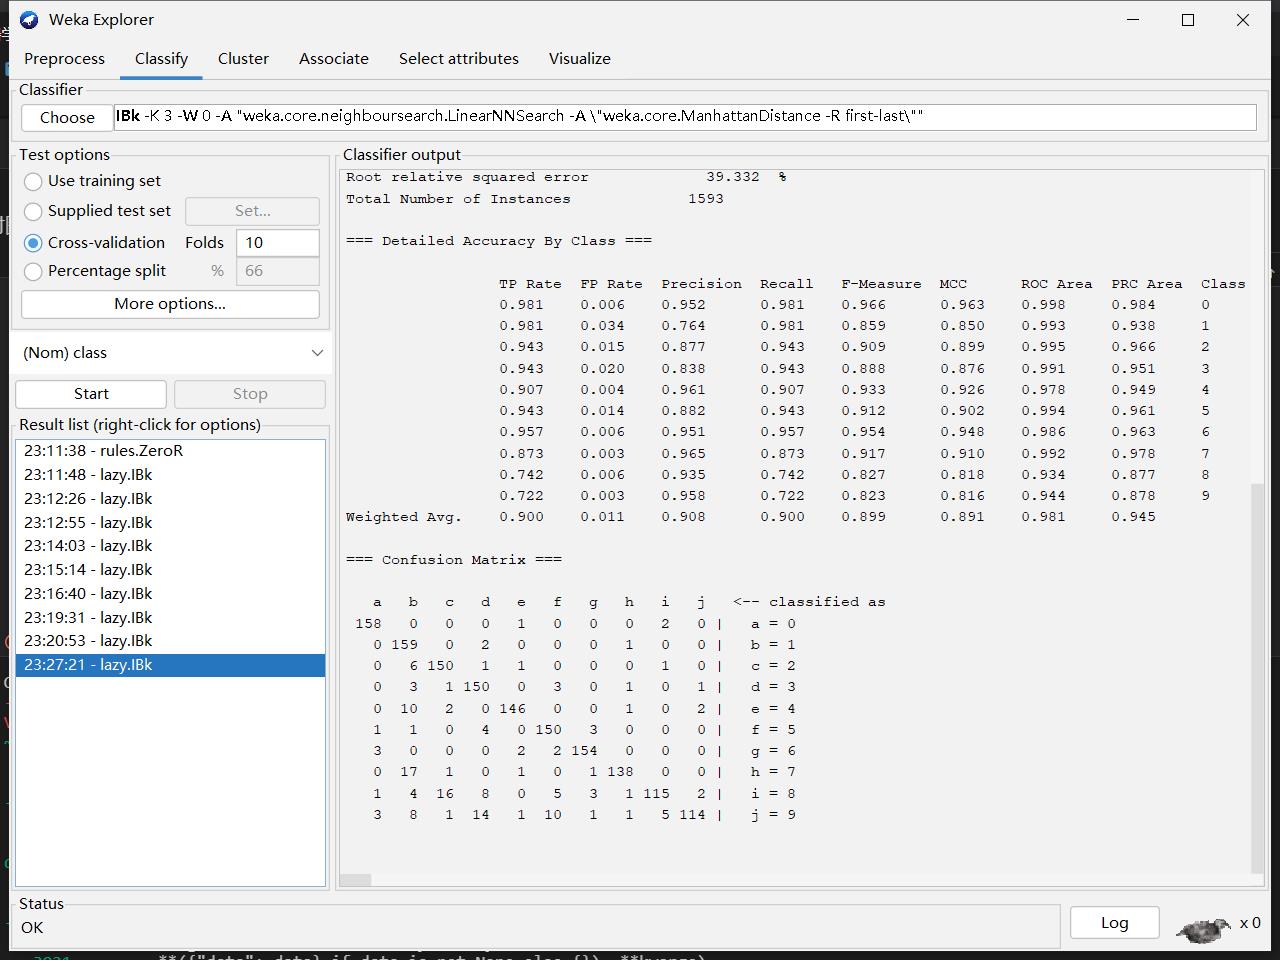 Weka Explorer
Preprocess Classify Cluster Associate Select attributes Visualize
Classifier
Choose IBk -K 3 -W 0 -A "weka.core.neighboursearch.LinearNNSearch -A \"weka.core.ManhattanDistance -R first-last\""
Test options
Use training set
Supplied test set Set...
Cross-validation Folds 10
Percentage split % 66
More options...
(Nom) class
Start Stop
Result list (right-click for options)
23:11:38 - rules.ZeroR
23:11:48 - lazy.IBk
23:12:26 - lazy.IBk
23:12:55 - lazy.IBk
23:14:03 - lazy.IBk
23:15:14 - lazy.IBk
23:16:40 - lazy.IBk
23:19:31 - lazy.IBk
23:20:53 - lazy.IBk
23:27:21 - lazy.IBk
Classifier output
Root relative squared error 39.332 %
Total Number of Instances 1593
=== Detailed Accuracy By Class ===
TP Rate FP Rate Precision Recall F-Measure MCC ROC Area PRC Area Class
0.981 0.006 0.952 0.981 0.966 0.963 0.998 0.984 0
0.981 0.034 0.764 0.981 0.859 0.850 0.993 0.938 1
0.943 0.015 0.877 0.943 0.909 0.899 0.995 0.966 2
0.943 0.020 0.838 0.943 0.888 0.876 0.991 0.951 3
0.907 0.004 0.961 0.907 0.933 0.926 0.978 0.949 4
0.943 0.014 0.882 0.943 0.912 0.902 0.994 0.961 5
0.957 0.006 0.951 0.957 0.954 0.948 0.986 0.963 6
0.873 0.003 0.965 0.873 0.917 0.910 0.992 0.978 7
0.742 0.006 0.935 0.742 0.827 0.818 0.934 0.877 8
0.722 0.003 0.958 0.722 0.823 0.816 0.944 0.878 9
Weighted Avg. 0.900 0.011 0.908 0.900 0.899 0.891 0.981 0.945
=== Confusion Matrix ===
a b c d e f g h i j <-- classified as
158 0 0 0 1 0 0 0 2 0 | a = 0
0 159 0 2 0 0 0 1 0 0 | b = 1
0 6 150 1 1 0 0 0 1 0 | c = 2
0 3 1 150 0 3 0 1 0 1 | d = 3
0 10 2 0 146 0 0 1 0 2 | e = 4
1 1 0 4 0 150 3 0 0 0 | f = 5
3 0 0 0 2 2 154 0 0 0 | g = 6
0 17 1 0 1 0 1 138 0 0 | h = 7
1 4 16 8 0 5 3 1 115 2 | i = 8
3 8 1 14 1 10 1 1 5 114 | j = 9
Status
OK
Log x 0